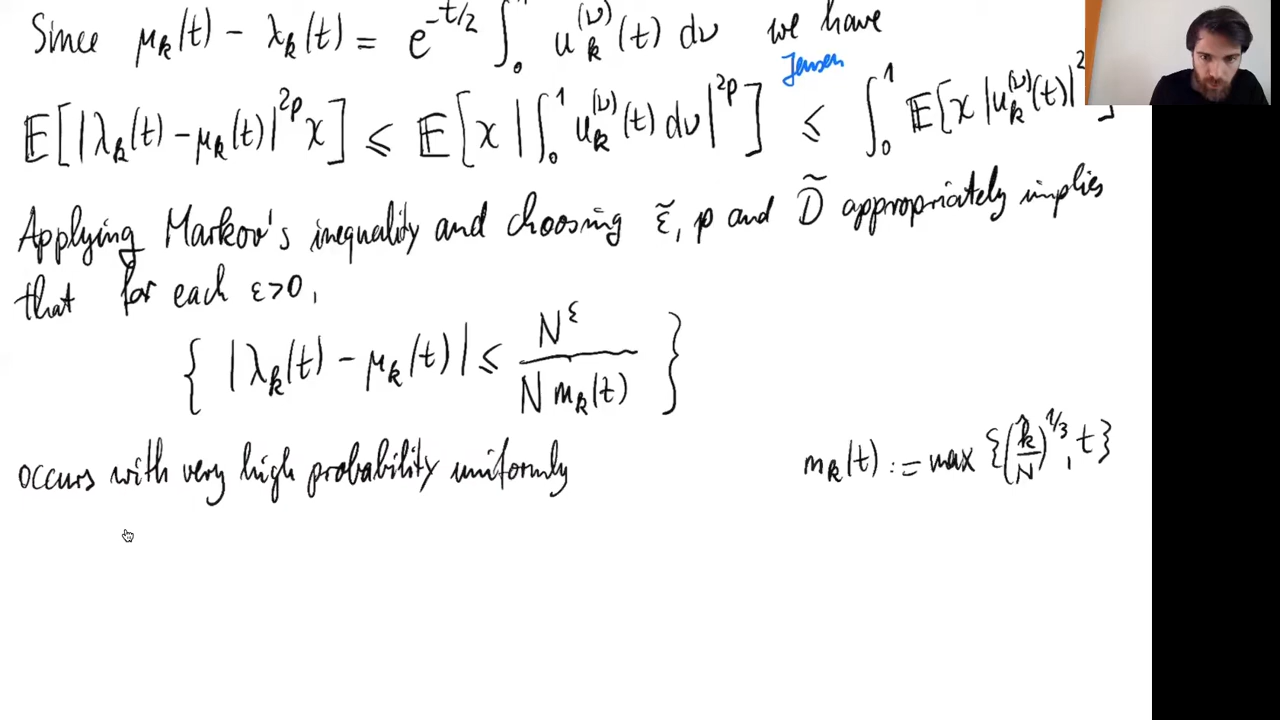 Since μ_k(t) − λ_k(t) = e^{-t/2} ∫_0^1 u_k^{(ν)}(t) dν we have
Jensen
𝔼[|λ_k(t) − μ_k(t)|^{2p} χ] ≤ 𝔼[χ |∫_0^1 u_k^{(ν)}(t) dν|^{2p}] ≤ ∫_0^1 𝔼[χ |u_k^{(ν)}(t)|^2
Applying Markov's inequality and choosing ε̃, p and D̃ appropriately implies
that for each ε>0,
{ |λ_k(t) − μ_k(t)| ≤ N^ε / (N m_k(t)) }
occurs with very high probability uniformly
m_k(t) := max {(k̂/N)^{1/3}, t}